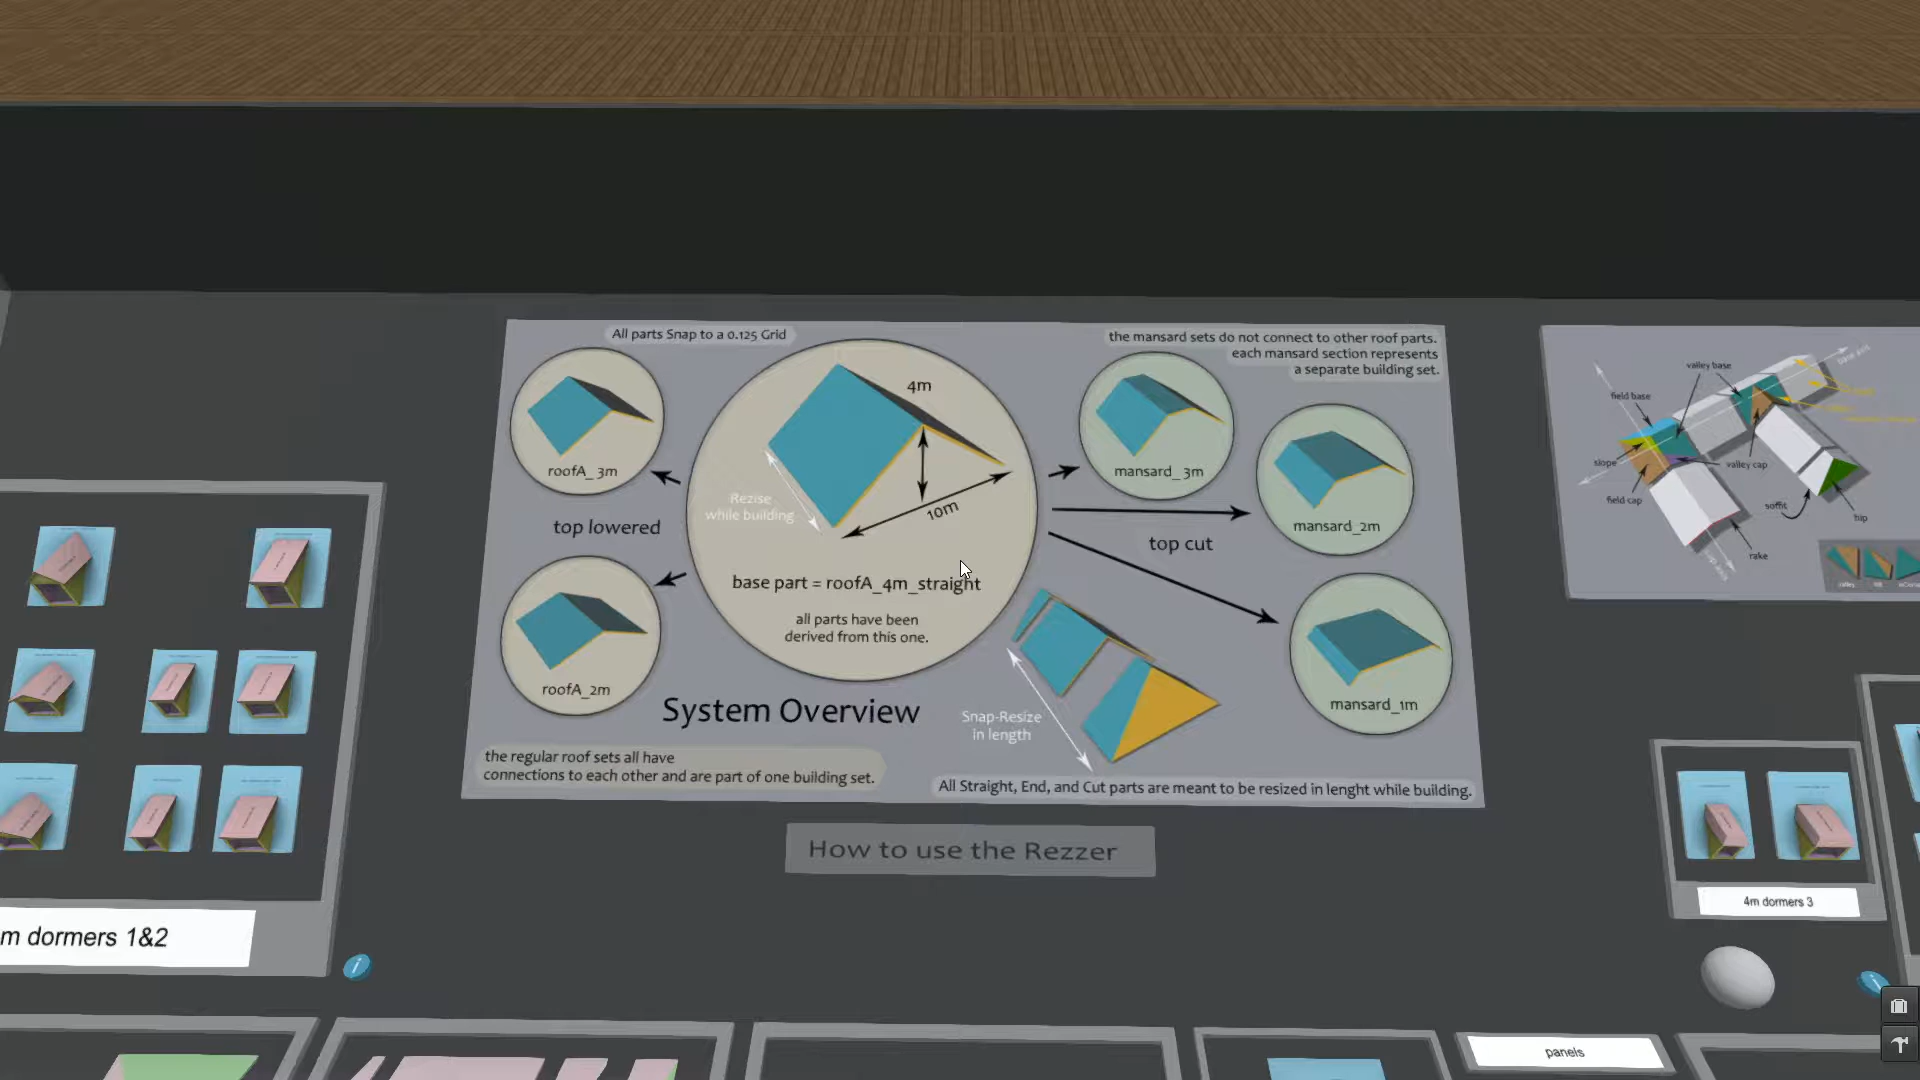 All parts Snap to a 0.125 Grid
the mansard sets do not connect to other roof parts.
each mansard section represents
a separate building set.
4m
roofA_3m
mansard_3m
Rezise
while building
10m
top lowered
mansard_2m
top cut
base part = roofA_4m_straight
all parts have been
derived from this one.
roofA_2m
mansard_1m
System Overview
Snap-Resize
in length
the regular roof sets all have
connections to each other and are part of one building set.
All Straight, End, and Cut parts are meant to be resized in lenght while building.
How to use the Rezzer
base axis
valley base
field base
slope
valley cap
field cap
soffit
hip
rake
m dormers 1&2
4m dormers 3
panels